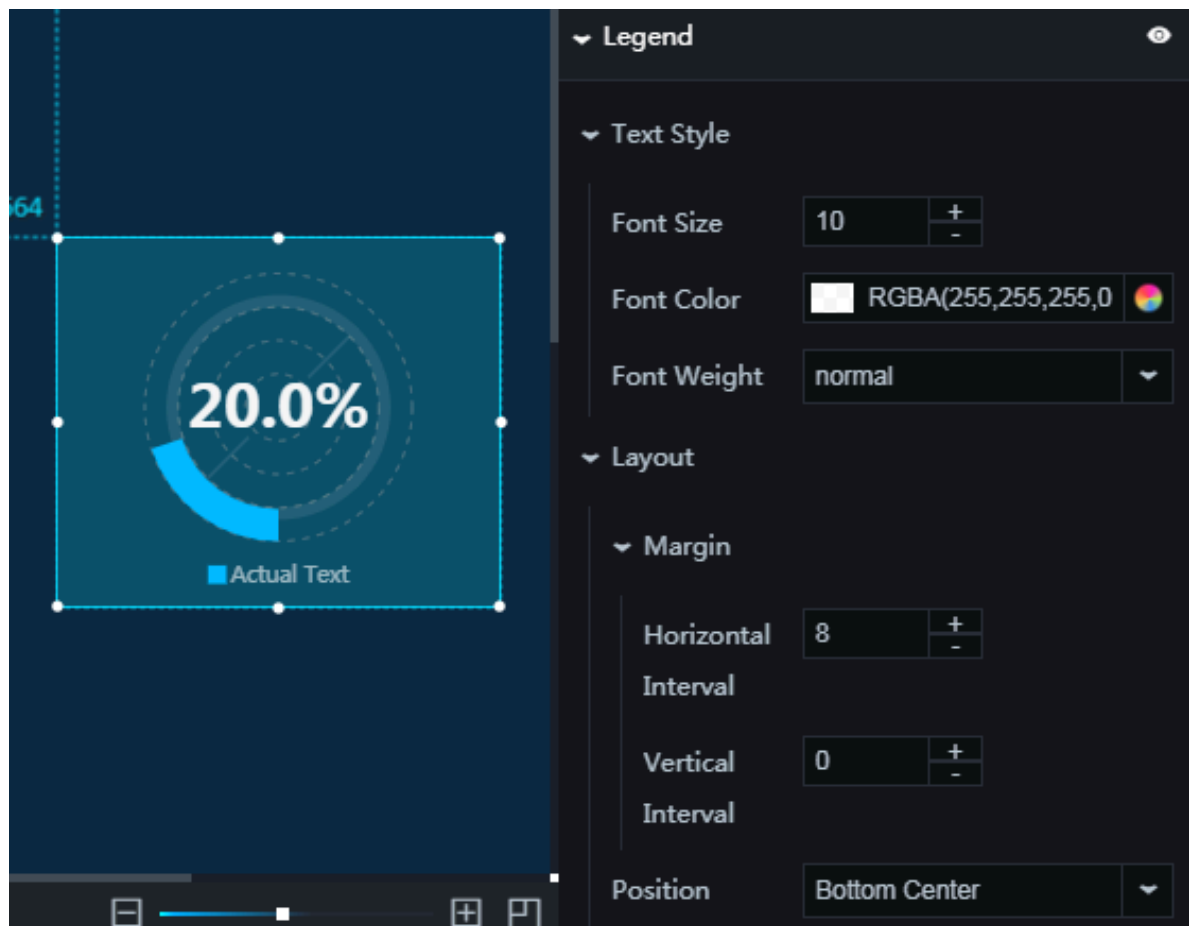 564
20.0%
Actual Text
Legend
Text Style
Font Size
10
+
-
Font Color
RGBA(255,255,255,0
Font Weight
normal
Layout
Margin
Horizontal
Interval
8
+
-
Vertical
Interval
0
+
-
Position
Bottom Center